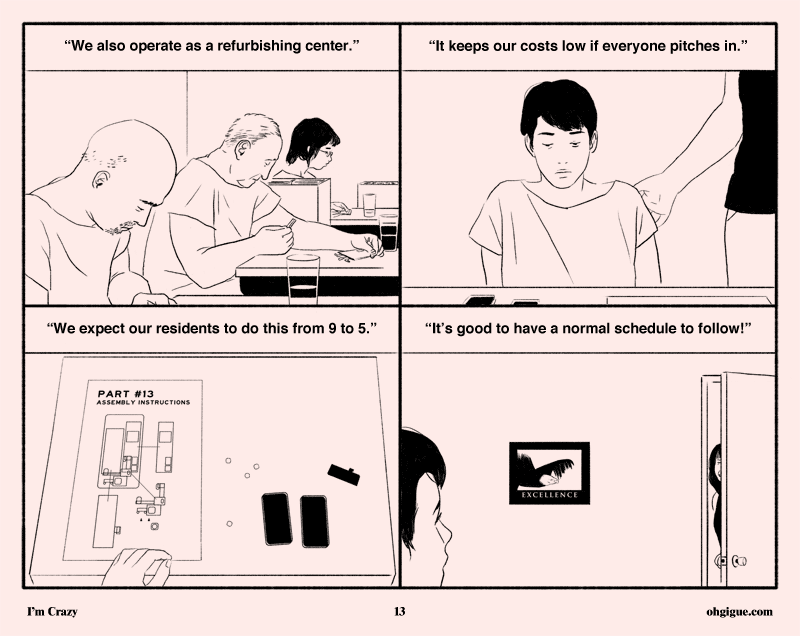 “We also operate as a refurbishing center.”
“It keeps our costs low if everyone pitches in.”
“We expect our residents to do this from 9 to 5.”
“It’s good to have a normal schedule to follow!”
PART #13
ASSEMBLY INSTRUCTIONS
EXCELLENCE
I’m Crazy
13
ohgigue.com